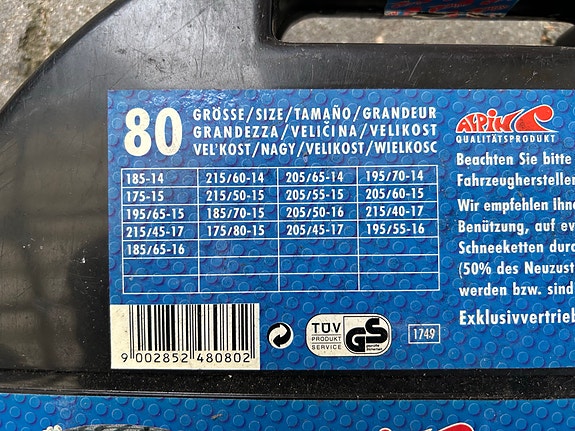 80
GRÖSSE/SIZE/TAMAÑO/GRANDEUR
GRANDEZZA/VELIČINA/VELIKOST
VEL'KOST/NAGY/VELIKOST/WIELKOSC
185-14 215/60-14 205/65-14 195/70-14
175-15 215/50-15 205/55-15 205/60-15
195/65-15 185/70-15 205/50-16 215/40-17
215/45-17 175/80-15 205/45-17 195/55-16
185/65-16
9 002852 480802
TÜV
PRODUKT
SERVICE
GS
1749
ALPIN
QUALITÄTSPRODUKT
Beachten Sie bitte
Fahrzeughersteller
Wir empfehlen Ihne
Benützung, auf ev
Schneeketten durc
(50% des Neuzust
werden bzw. sind
Exklusivvertrieb